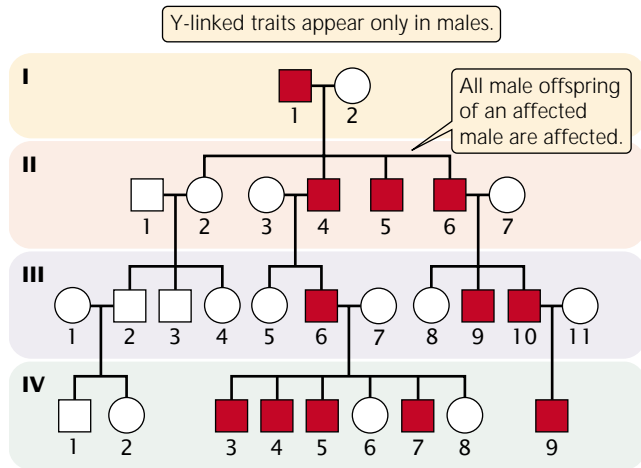 Y-linked traits appear only in males.
I
1 2
All male offspring
of an affected
male are affected.
II
1 2 3 4 5 6 7
III
1 2 3 4 5 6 7 8 9 10 11
IV
1 2 3 4 5 6 7 8 9